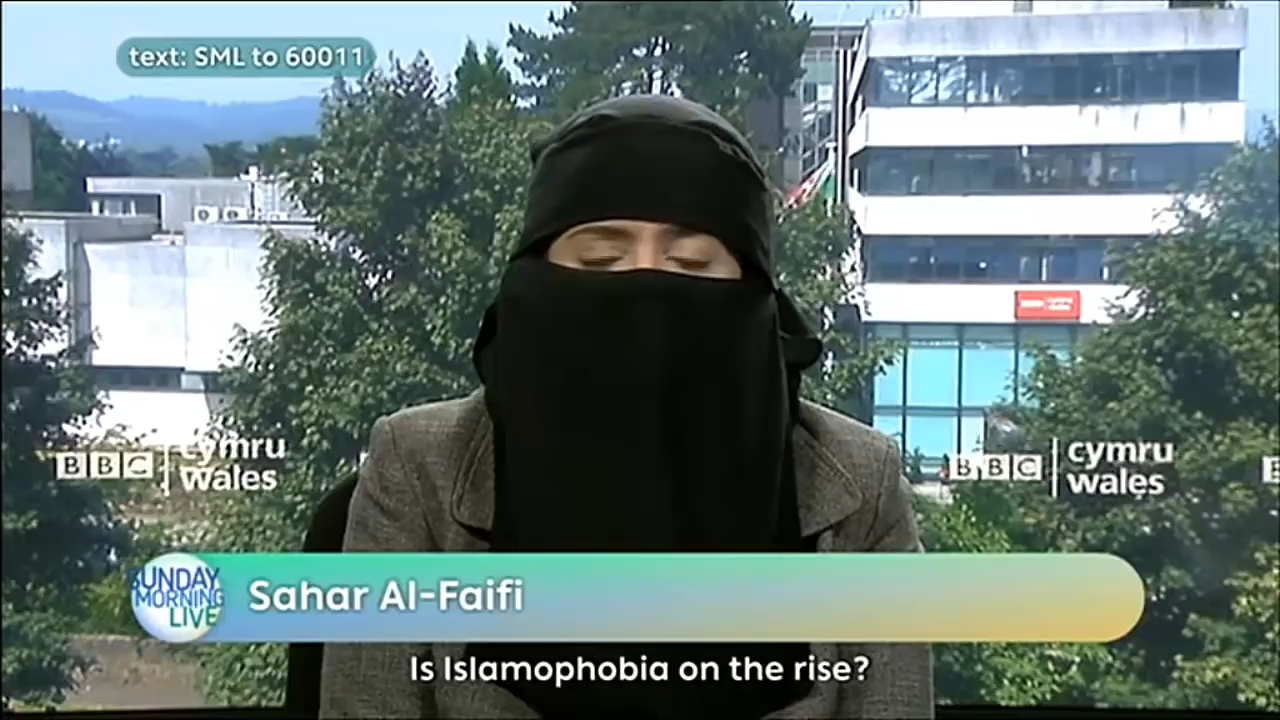 text: SML to 60011
BBC cymru
wales
BBC cymru
wales
SUNDAY
MORNING
LIVE
Sahar Al-Faifi
Is Islamophobia on the rise?